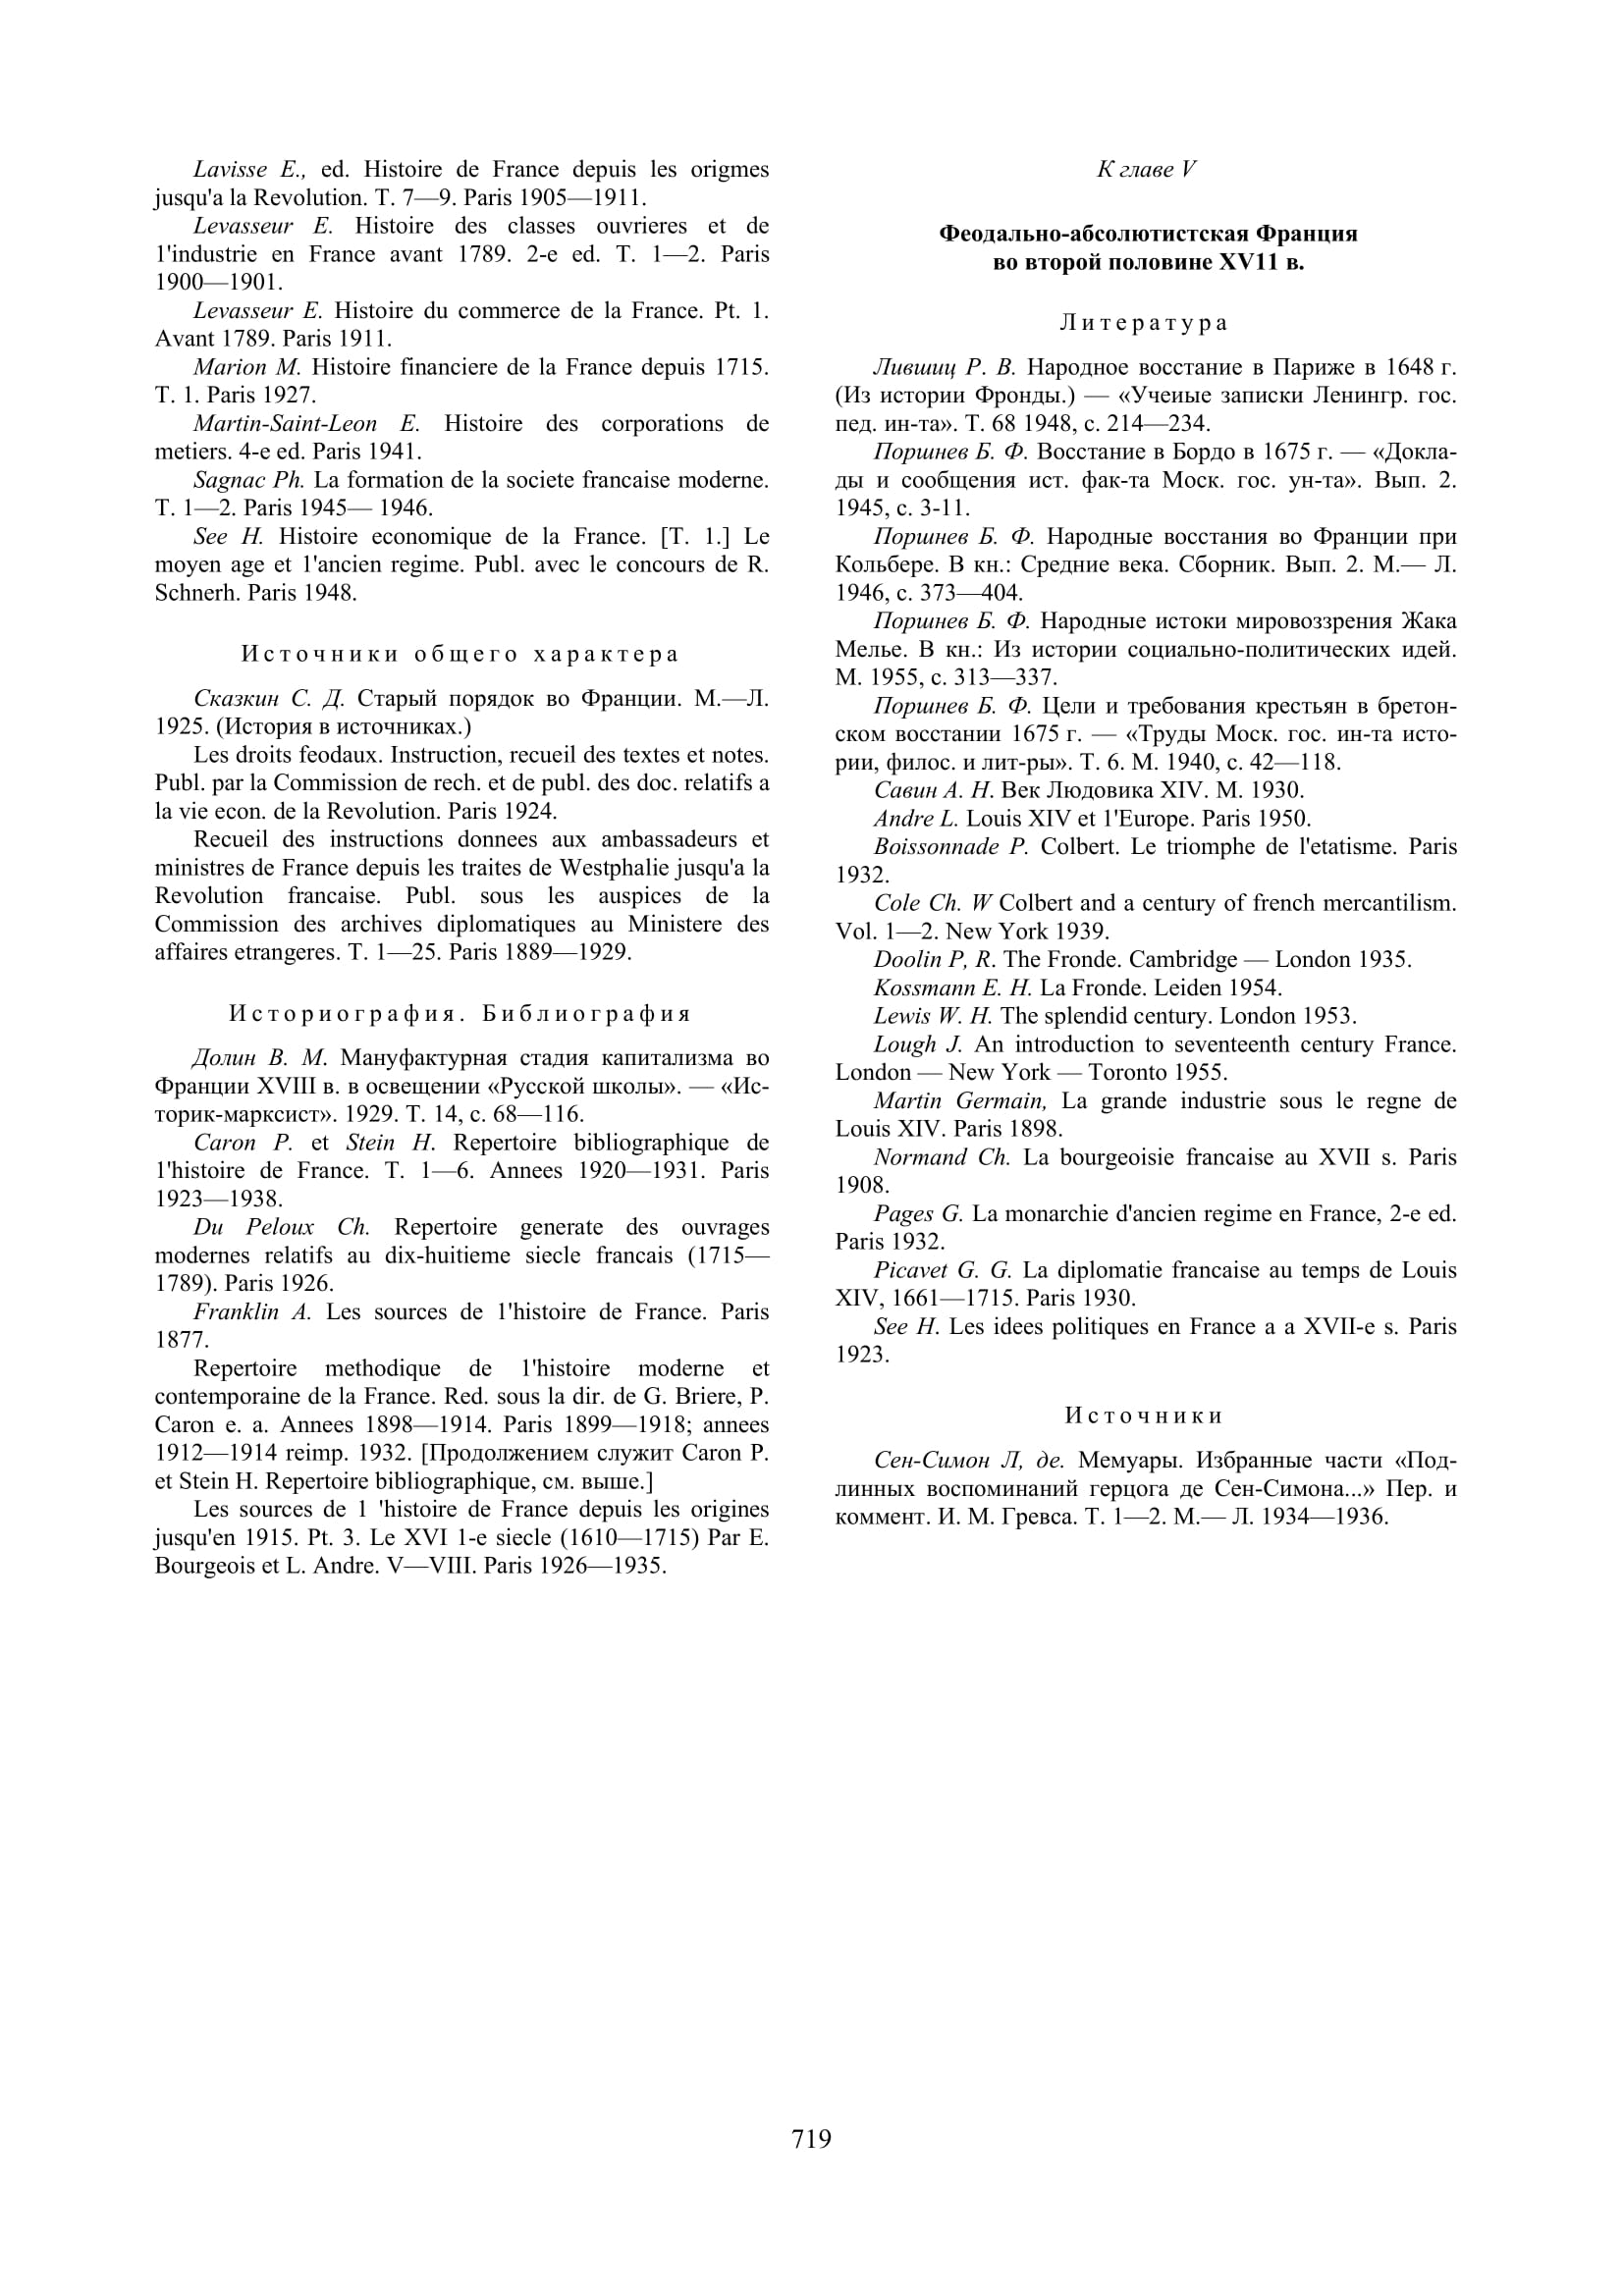 Lavisse E., ed. Histoire de France depuis les origmes
jusqu'a la Revolution. T. 7—9. Paris 1905—1911.
Levasseur E. Histoire des classes ouvrieres et de
1'industrie en France avant 1789. 2-e ed. T. 1—2. Paris
1900—1901.
Levasseur E. Histoire du commerce de la France. Pt. 1.
Avant 1789. Paris 1911.
Marion M. Histoire financiere de la France depuis 1715.
T. 1. Paris 1927.
Martin-Saint-Leon E. Histoire des corporations de
metiers. 4-e ed. Paris 1941.
Sagnac Ph. La formation de la societe francaise moderne.
T. 1—2. Paris 1945— 1946.
See H. Histoire economique de la France. [T. 1.] Le
moyen age et 1'ancien regime. Publ. avec le concours de R.
Schnerh. Paris 1948.
Источники общего характера
Сказкин С. Д. Старый порядок во Франции. М.—Л.
1925. (История в источниках.)
Les droits feodaux. Instruction, recueil des textes et notes.
Publ. par la Commission de rech. et de publ. des doc. relatifs a
la vie econ. de la Revolution. Paris 1924.
Recueil des instructions donnees aux ambassadeurs et
ministres de France depuis les traites de Westphalie jusqu'a la
Revolution francaise. Publ. sous les auspices de la
Commission des archives diplomatiques au Ministere des
affaires etrangeres. T. 1—25. Paris 1889—1929.
Историография. Библиография
Долин В. М. Мануфактурная стадия капитализма во
Франции XVIII в. в освещении «Русской школы». — «Ис-
торик-марксист». 1929. Т. 14, с. 68—116.
Caron P. et Stein H. Repertoire bibliographique de
1'histoire de France. T. 1—6. Annees 1920—1931. Paris
1923—1938.
Du Peloux Ch. Repertoire generate des ouvrages
modernes relatifs au dix-huitieme siecle francais (1715—
1789). Paris 1926.
Franklin A. Les sources de 1'histoire de France. Paris
1877.
Repertoire methodique de 1'histoire moderne et
contemporaine de la France. Red. sous la dir. de G. Briere, P.
Caron e. a. Annees 1898—1914. Paris 1899—1918; annees
1912—1914 reimp. 1932. [Продолжением служит Caron P.
et Stein H. Repertoire bibliographique, см. выше.]
Les sources de 1 'histoire de France depuis les origines
jusqu'en 1915. Pt. 3. Le XVI 1-e siecle (1610—1715) Par E.
Bourgeois et L. Andre. V—VIII. Paris 1926—1935.
К главе V
Феодально-абсолютистская Франция
во второй половине XV11 в.
Литература
Лившиц Р. В. Народное восстание в Париже в 1648 г.
(Из истории Фронды.) — «Учеиые записки Ленингр. гос.
пед. ин-та». Т. 68 1948, с. 214—234.
Поршнев Б. Ф. Восстание в Бордо в 1675 г. — «Докла-
ды и сообщения ист. фак-та Моск. гос. ун-та». Вып. 2.
1945, с. 3-11.
Поршнев Б. Ф. Народные восстания во Франции при
Кольбере. В кн.: Средние века. Сборник. Вып. 2. М.— Л.
1946, с. 373—404.
Поршнев Б. Ф. Народные истоки мировоззрения Жака
Мелье. В кн.: Из истории социально-политических идей.
М. 1955, с. 313—337.
Поршнев Б. Ф. Цели и требования крестьян в бретон-
ском восстании 1675 г. — «Труды Моск. гос. ин-та исто-
рии, филос. и лит-ры». Т. 6. М. 1940, с. 42—118.
Савин А. Н. Век Людовика XIV. М. 1930.
Andre L. Louis XIV et 1'Europe. Paris 1950.
Boissonnade P. Colbert. Le triomphe de l'etatisme. Paris
1932.
Cole Ch. W Colbert and a century of french mercantilism.
Vol. 1—2. New York 1939.
Doolin P, R. The Fronde. Cambridge — London 1935.
Kossmann E. H. La Fronde. Leiden 1954.
Lewis W. H. The splendid century. London 1953.
Lough J. An introduction to seventeenth century France.
London — New York — Toronto 1955.
Martin Germain, La grande industrie sous le regne de
Louis XIV. Paris 1898.
Normand Ch. La bourgeoisie francaise au XVII s. Paris
1908.
Pages G. La monarchie d'ancien regime en France, 2-e ed.
Paris 1932.
Picavet G. G. La diplomatie francaise au temps de Louis
XIV, 1661—1715. Paris 1930.
See H. Les idees politiques en France a a XVII-e s. Paris
1923.
Источники
Сен-Симон Л, де. Мемуары. Избранные части «Под-
линных воспоминаний герцога де Сен-Симона...» Пер. и
коммент. И. М. Гревса. Т. 1—2. М.— Л. 1934—1936.
719